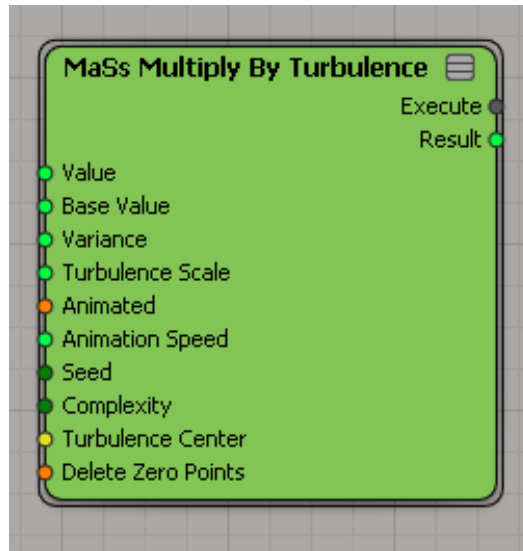 MaSs Multiply By Turbulence
Execute
Result
Value
Base Value
Variance
Turbulence Scale
Animated
Animation Speed
Seed
Complexity
Turbulence Center
Delete Zero Points